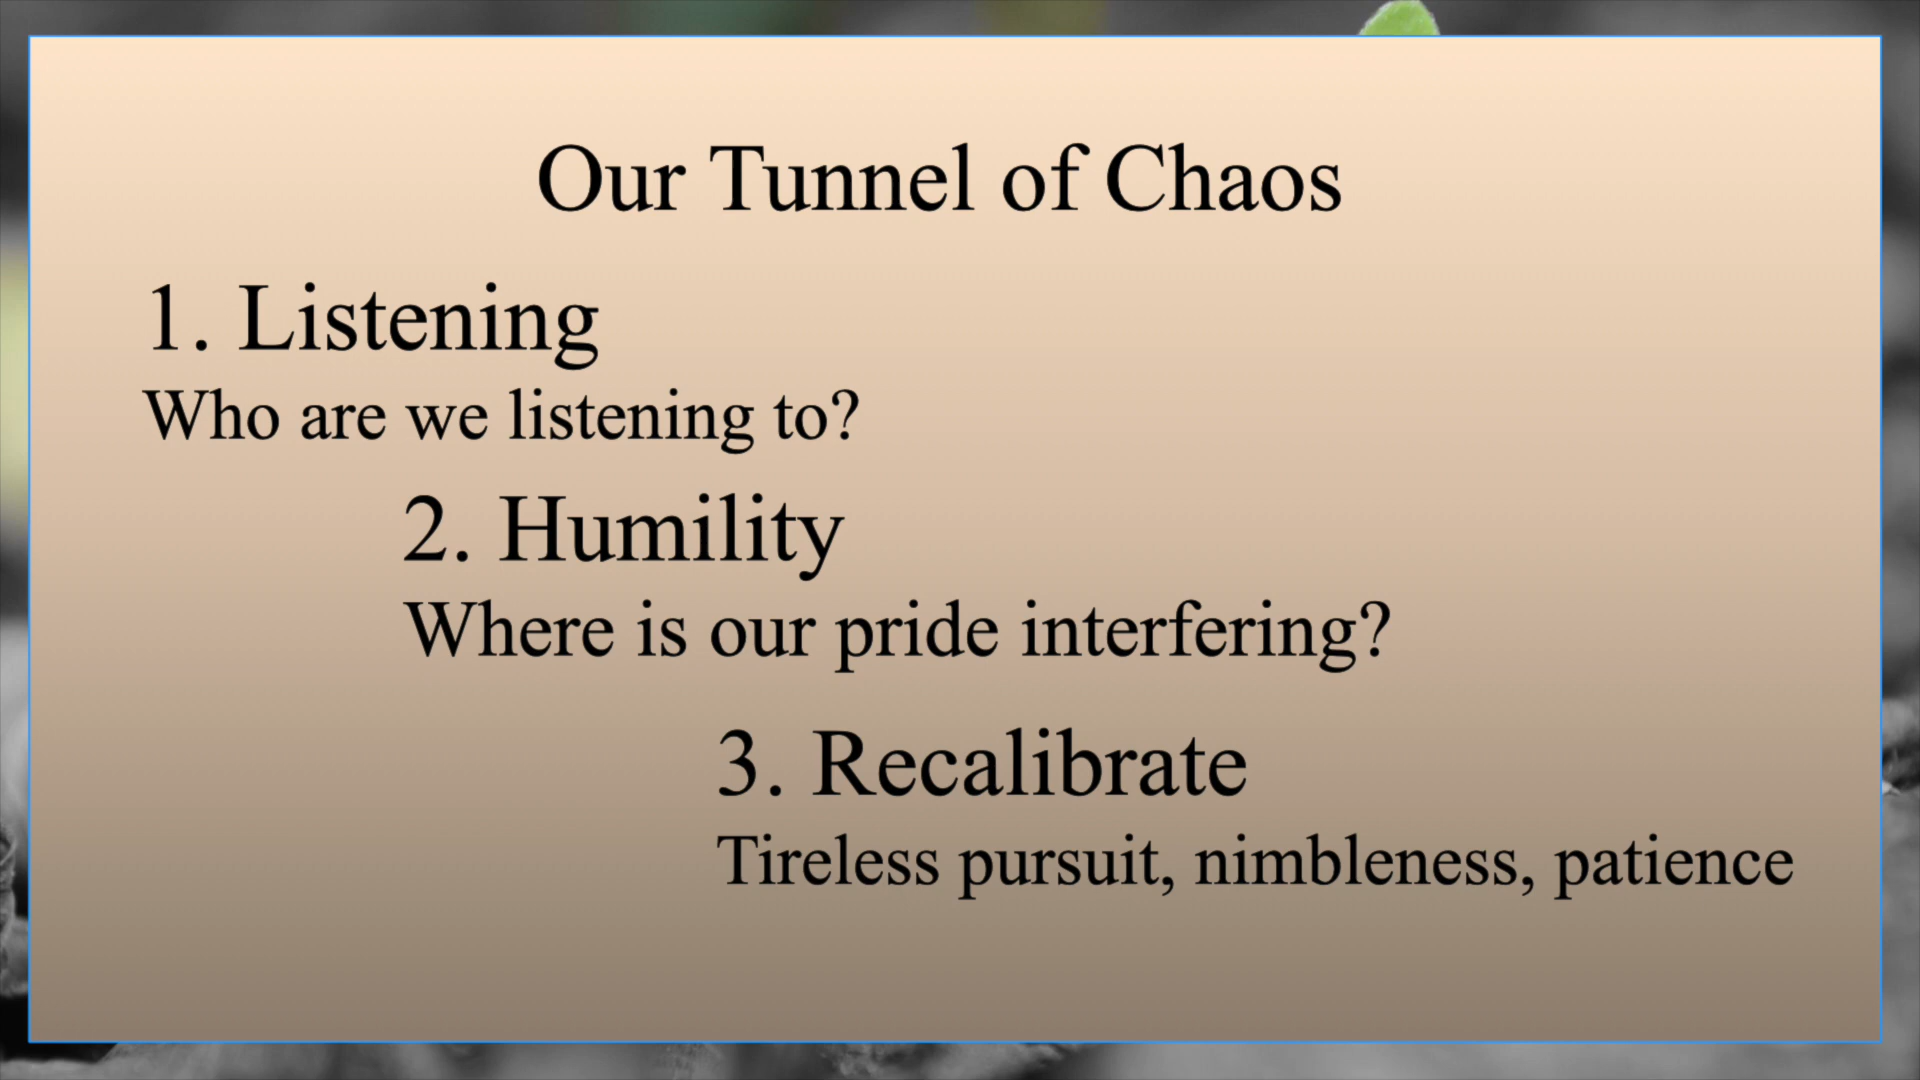 Our Tunnel of Chaos
1. Listening
Who are we listening to?
2. Humility
Where is our pride interfering?
3. Recalibrate
Tireless pursuit, nimbleness, patience